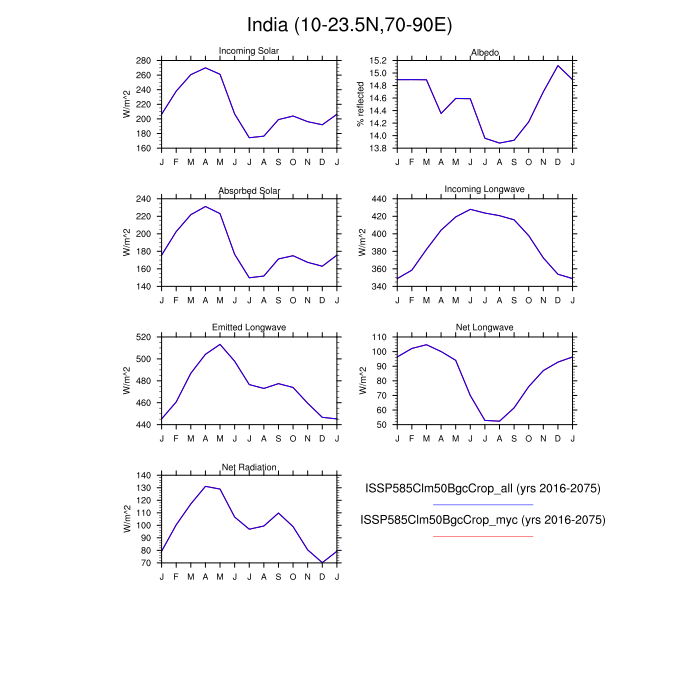 India (10-23.5N,70-90E)
Incoming Solar
W/m^2
280
260
240
220
200
180
160
J F M A M J J A S O N D J
Albedo
% reflected
15.2
15.0
14.8
14.6
14.4
14.2
14.0
13.8
J F M A M J J A S O N D J
Absorbed Solar
W/m^2
240
220
200
180
160
140
J F M A M J J A S O N D J
Incoming Longwave
W/m^2
440
420
400
380
360
340
J F M A M J J A S O N D J
Emitted Longwave
W/m^2
520
500
480
460
440
J F M A M J J A S O N D J
Net Longwave
W/m^2
110
100
90
80
70
60
50
J F M A M J J A S O N D J
Net Radiation
W/m^2
140
130
120
110
100
90
80
70
J F M A M J J A S O N D J
ISSP585Clm50BgcCrop_all (yrs 2016-2075)
ISSP585Clm50BgcCrop_myc (yrs 2016-2075)